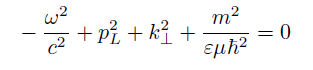 $-\frac{\omega^2}{c^2} + p_L^2 + k_\perp^2 + \frac{m^2}{\varepsilon\mu\hbar^2} = 0$